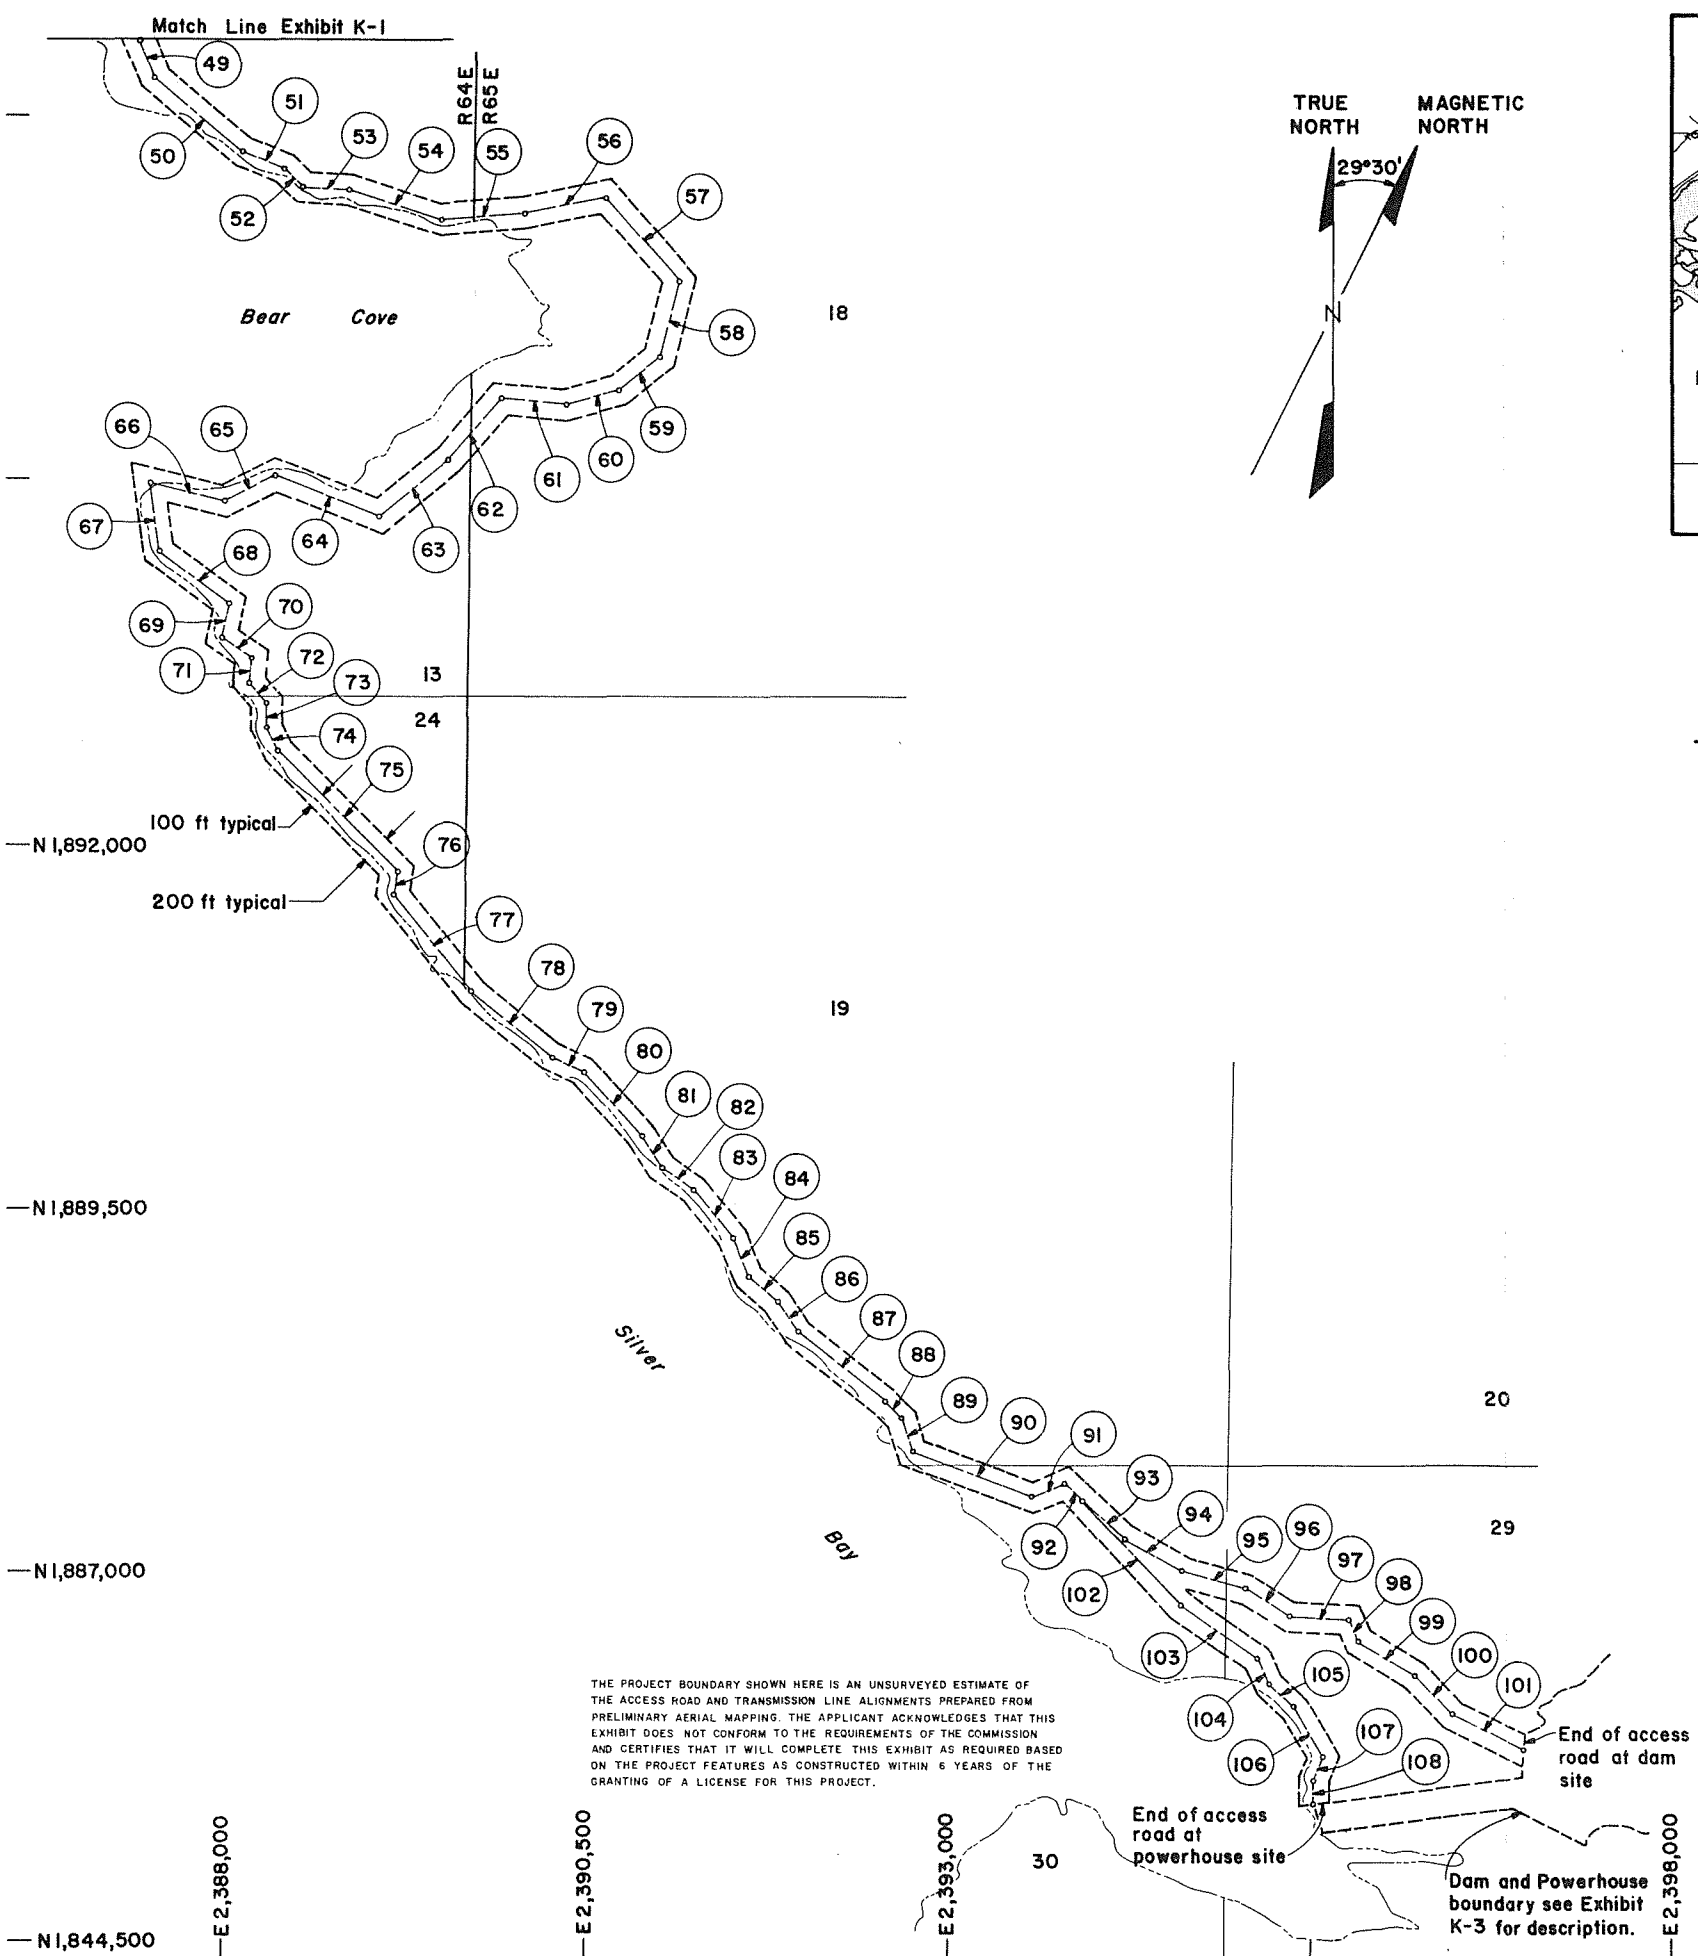 Match Line Exhibit K-1
49
51
50
53
52
54
R64E
R65E
55
56
57
TRUE
NORTH
MAGNETIC
NORTH
29°30'
N
Bear Cove
18
58
59
60
61
62
66
65
67
64
63
68
70
69
72
71
13
73
24
74
75
100 ft typical
N 1,892,000
76
200 ft typical
77
78
79
19
80
81
82
83
84
N 1,889,500
85
86
Silver
87
88
89
90
20
91
93
94
29
95
96
92
97
Bay
N 1,887,000
98
102
99
100
103
105
101
104
107
106
108
End of access
road at dam
site
THE PROJECT BOUNDARY SHOWN HERE IS AN UNSURVEYED ESTIMATE OF
THE ACCESS ROAD AND TRANSMISSION LINE ALIGNMENTS PREPARED FROM
PRELIMINARY AERIAL MAPPING. THE APPLICANT ACKNOWLEDGES THAT THIS
EXHIBIT DOES NOT CONFORM TO THE REQUIREMENTS OF THE COMMISSION
AND CERTIFIES THAT IT WILL COMPLETE THIS EXHIBIT AS REQUIRED BASED
ON THE PROJECT FEATURES AS CONSTRUCTED WITHIN 6 YEARS OF THE
GRANTING OF A LICENSE FOR THIS PROJECT.
End of access
road at
powerhouse site
30
Dam and Powerhouse
boundary see Exhibit
K-3 for description.
E 2,388,000
E 2,390,500
E 2,393,000
E 2,398,000
N 1,844,500